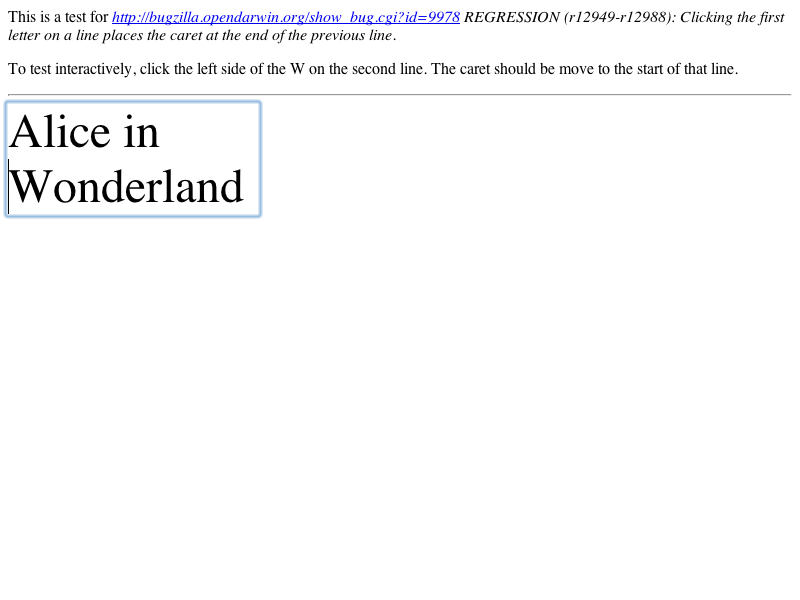 This is a test for http://bugzilla.opendarwin.org/show_bug.cgi?id=9978 REGRESSION (r12949-r12988): Clicking the first
letter on a line places the caret at the end of the previous line.
To test interactively, click the left side of the W on the second line. The caret should be move to the start of that line.
Alice in
Wonderland